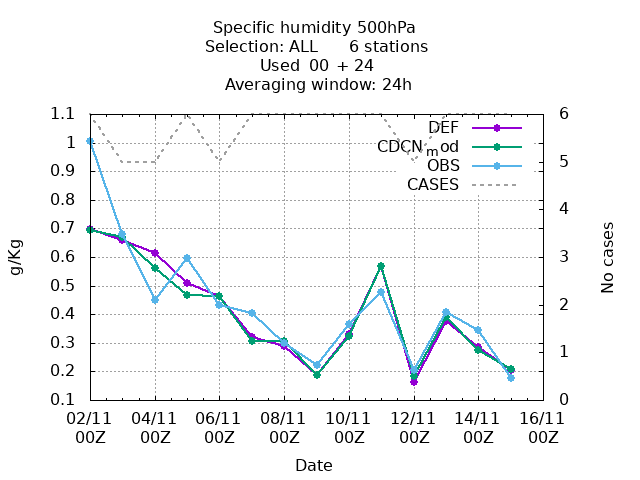 Specific humidity 500hPa
Selection: ALL 6 stations
Used 00 + 24
Averaging window: 24h
1.1
1
0.9
0.8
0.7
0.6
0.5
0.4
0.3
0.2
0.1
g/Kg
6
5
4
3
2
1
0
No cases
DEF
CDCNmod
OBS
CASES
02/11 04/11 06/11 08/11 10/11 12/11 14/11 16/11
00Z 00Z 00Z 00Z 00Z 00Z 00Z 00Z
Date